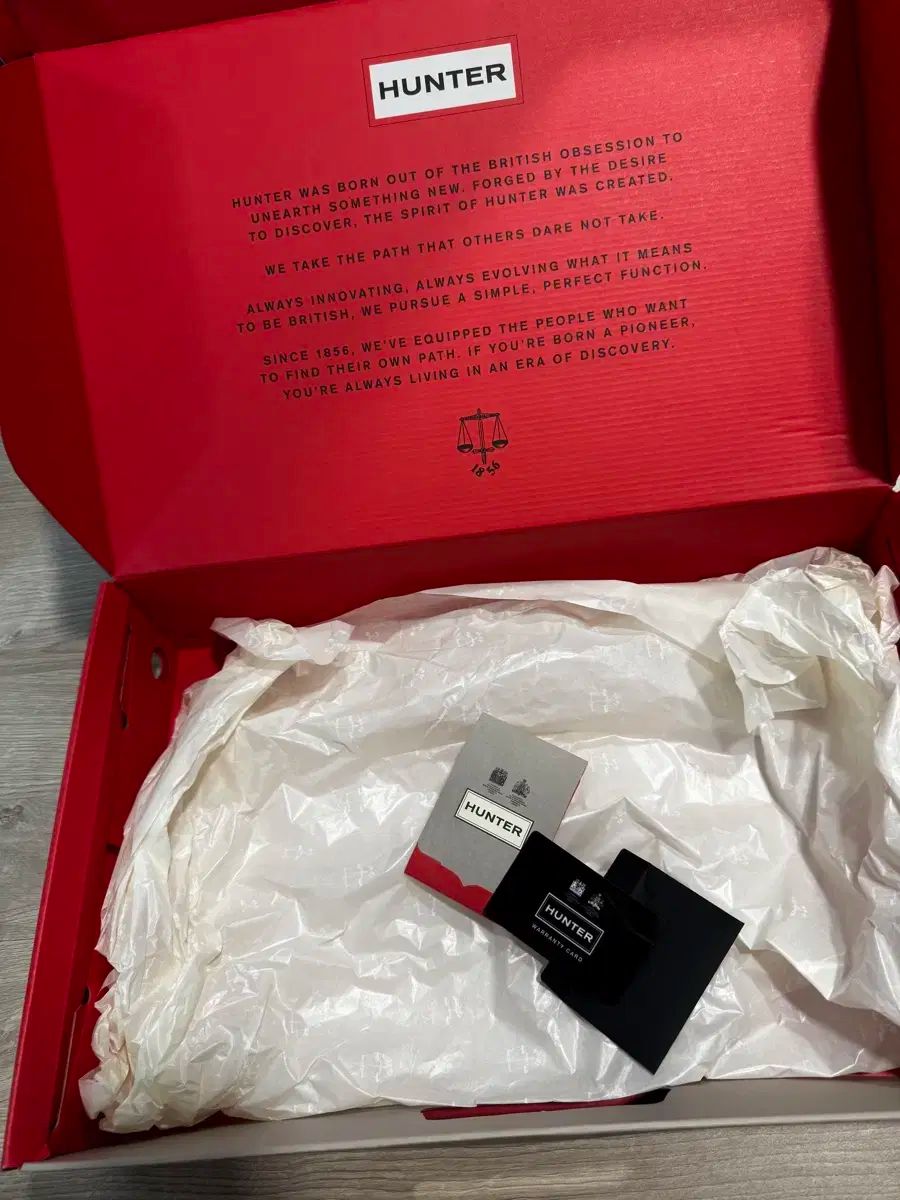 HUNTER
HUNTER WAS BORN OUT OF THE BRITISH OBSESSION TO
UNEARTH SOMETHING NEW. FORGED BY THE DESIRE
TO DISCOVER, THE SPIRIT OF HUNTER WAS CREATED.
WE TAKE THE PATH THAT OTHERS DARE NOT TAKE.
ALWAYS INNOVATING, ALWAYS EVOLVING WHAT IT MEANS
TO BE BRITISH, WE PURSUE A SIMPLE, PERFECT FUNCTION.
SINCE 1856, WE'VE EQUIPPED THE PEOPLE WHO WANT
TO FIND THEIR OWN PATH. IF YOU'RE BORN A PIONEER,
YOU'RE ALWAYS LIVING IN AN ERA OF DISCOVERY.
1856
HUNTER
HUNTER
WARRANTY CARD